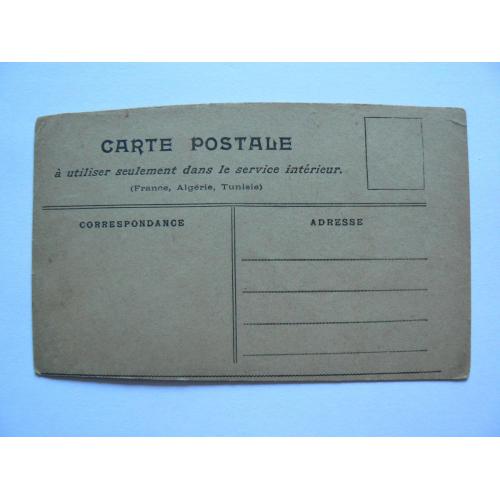 CARTE POSTALE
à utiliser seulement dans le service intérieur.
(France, Algérie, Tunisie)
CORRESPONDANCE
ADRESSE